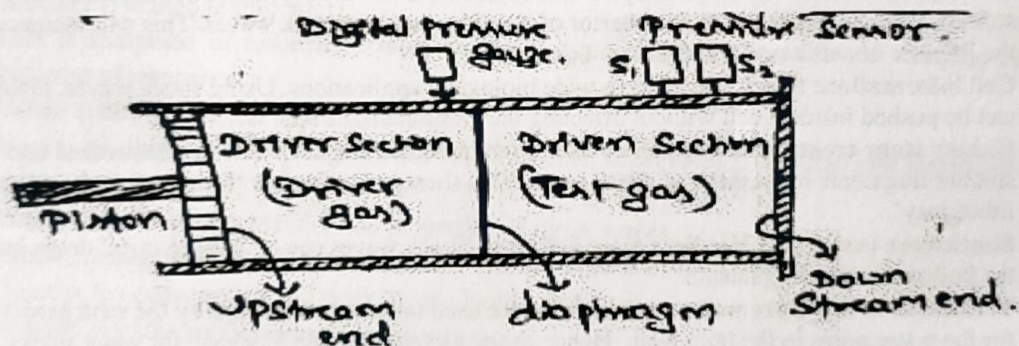 Digital Pressure gauge.
Pressure Sensor.
S1 S2
Driver Section
(Driver gas)
Driven Section
(Test gas)
Piston
upstream end
diaphragm
Down Stream end